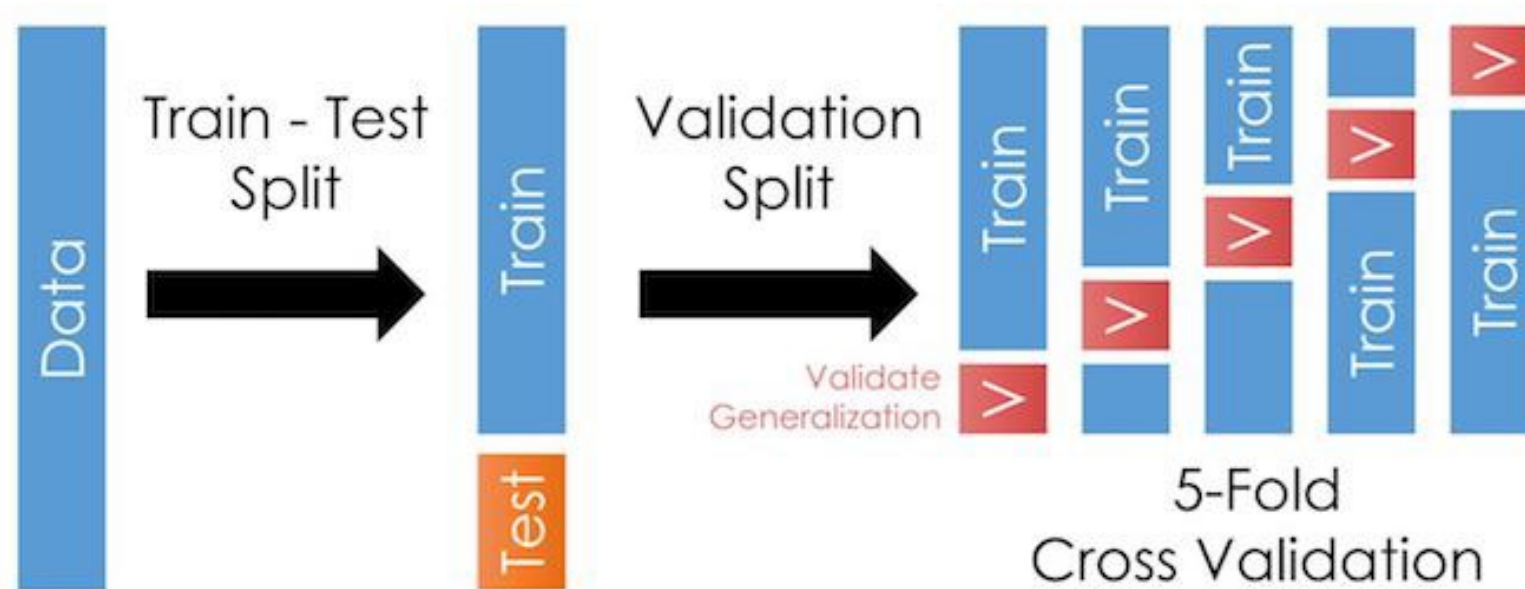 Data
Train - Test
Split
Train
Test
Validation
Split
Validate
Generalization
Train
V
Train
V
Train
V
V
Train
V
Train
5-Fold
Cross Validation